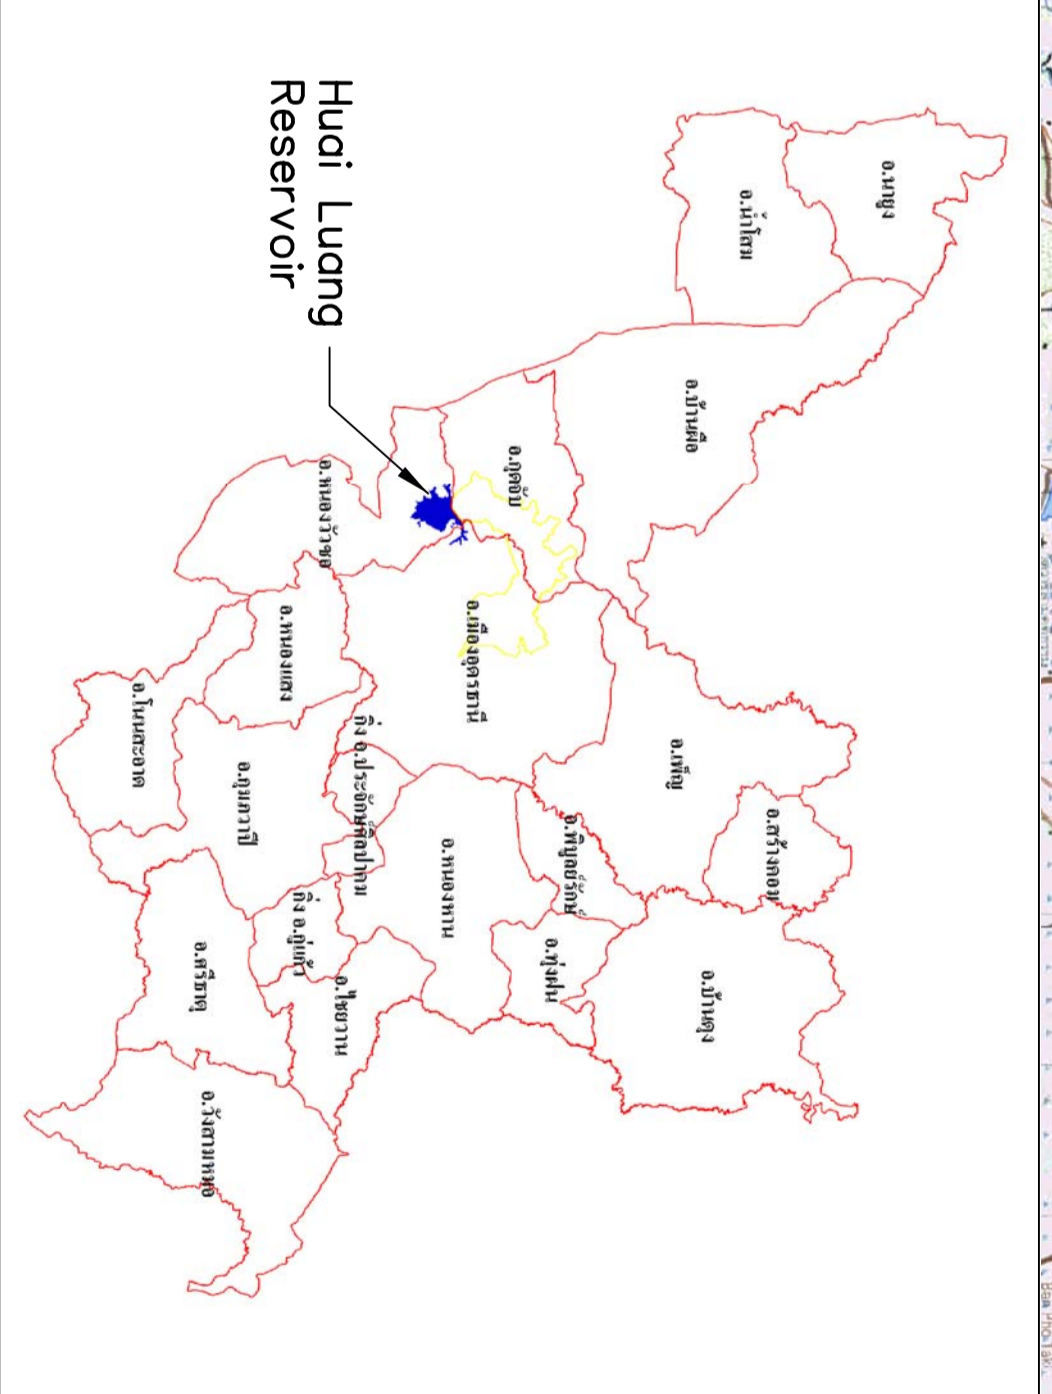 Huai Luang
Reservoir
อ.นายูง
อ.น้ำโสม
อ.บ้านผือ
อ.กุดจับ
อ.หนองวัวซอ
อ.เมืองอุดรธานี
อ.หนองแสง
อ.โนนสะอาด
อ.เพ็ญ
กิ่ง อ.ประจักษ์ศิลปาคม
อ.กุมภวาปี
อ.สร้างคอม
อ.พิบูลย์รักษ์
อ.หนองหาน
กิ่ง อ.กู่แก้ว
อ.ทุ่งฝน
อ.ศรีธาตุ
อ.ไชยวาน
อ.บ้านดุง
อ.วังสามหมอ